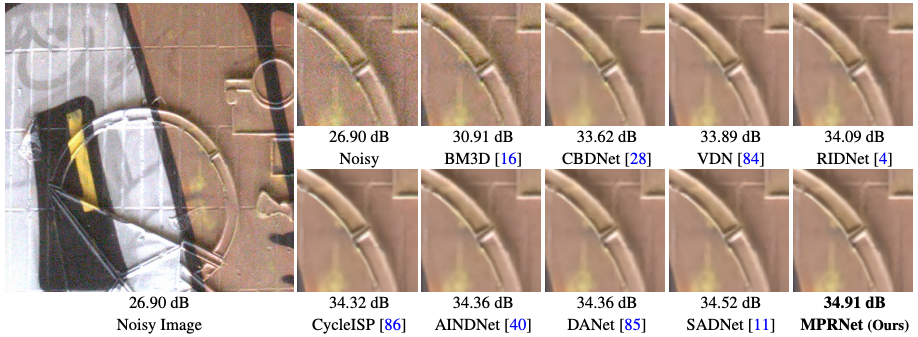 26.90 dB 30.91 dB 33.62 dB 33.89 dB 34.09 dB
Noisy BM3D [16] CBDNet [28] VDN [84] RIDNet [4]
26.90 dB 34.32 dB 34.36 dB 34.36 dB 34.52 dB 34.91 dB
Noisy Image CycleISP [86] AINDNet [40] DANet [85] SADNet [11] MPRNet (Ours)